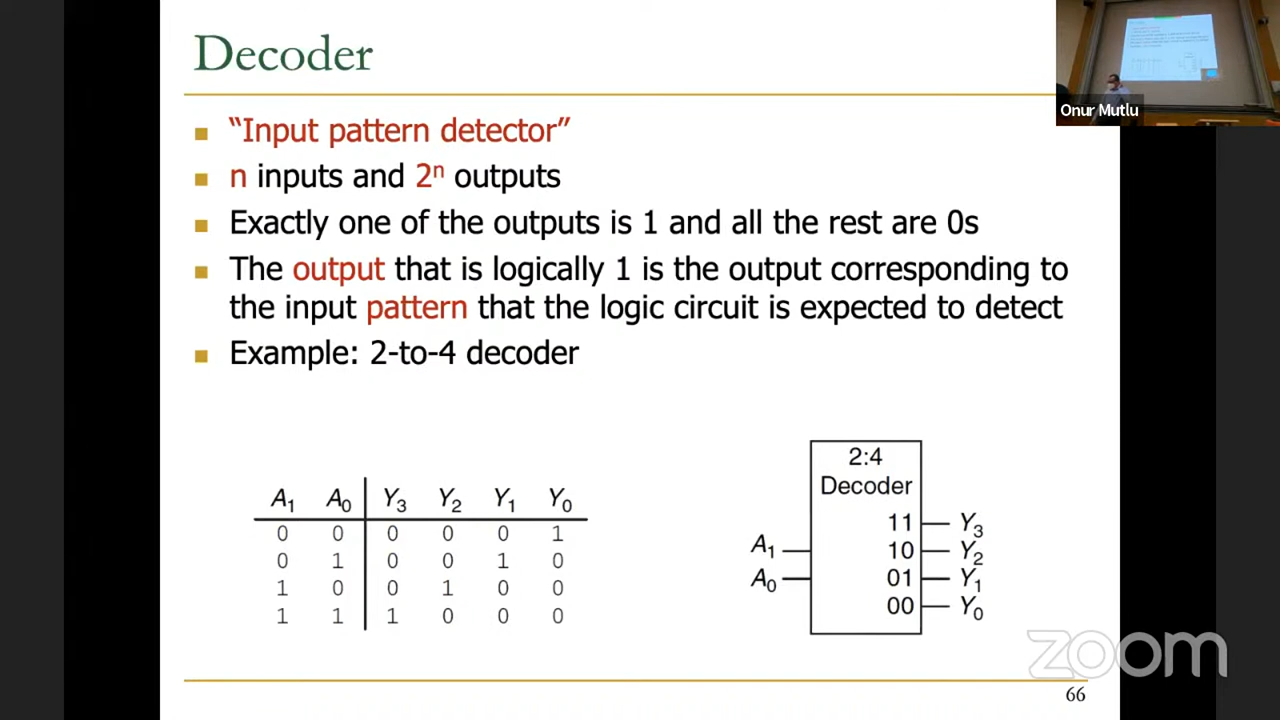 Decoder
Onur Mutlu
■ “Input pattern detector”
■ n inputs and 2ⁿ outputs
■ Exactly one of the outputs is 1 and all the rest are 0s
■ The output that is logically 1 is the output corresponding to
the input pattern that the logic circuit is expected to detect
■ Example: 2-to-4 decoder
A₁ A₀ Y₃ Y₂ Y₁ Y₀
0 0 0 0 0 1
0 1 0 0 1 0
1 0 0 1 0 0
1 1 1 0 0 0
2:4
Decoder
11 Y₃
A₁ 10 Y₂
A₀ 01 Y₁
00 Y₀
zoom
66